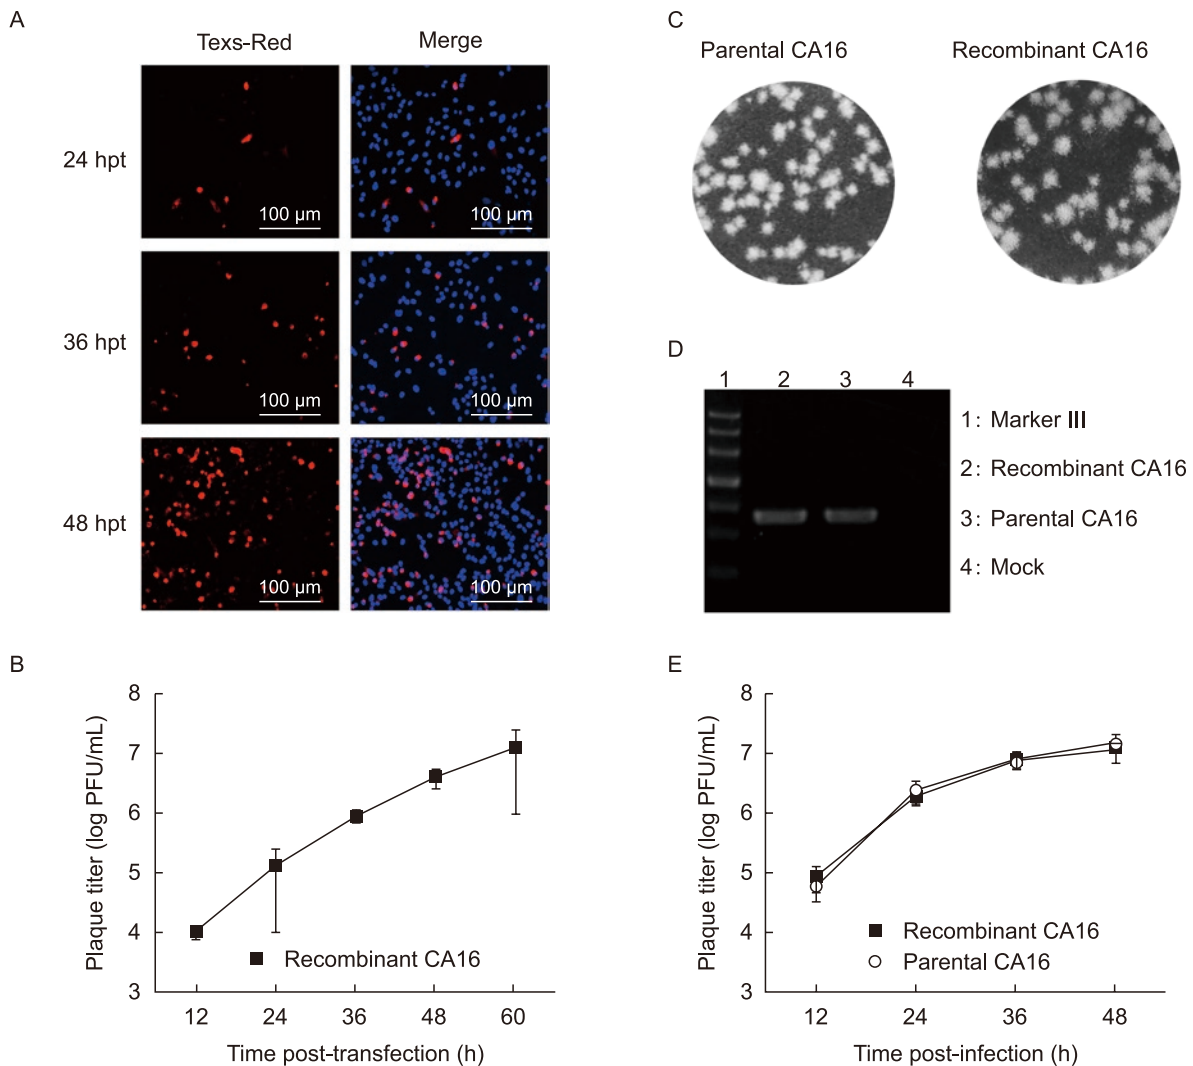 A
Texs-Red
Merge
24 hpt
100 µm
100 µm
36 hpt
100 µm
100 µm
48 hpt
100 µm
100 µm
B
Plaque titer (log PFU/mL)
8
7
6
5
4
3
Recombinant CA16
12 24 36 48 60
Time post-transfection (h)
C
Parental CA16
Recombinant CA16
D
1 2 3 4
1: Marker III
2: Recombinant CA16
3: Parental CA16
4: Mock
E
Plaque titer (log PFU/mL)
8
7
6
5
4
3
Recombinant CA16
Parental CA16
12 24 36 48
Time post-infection (h)